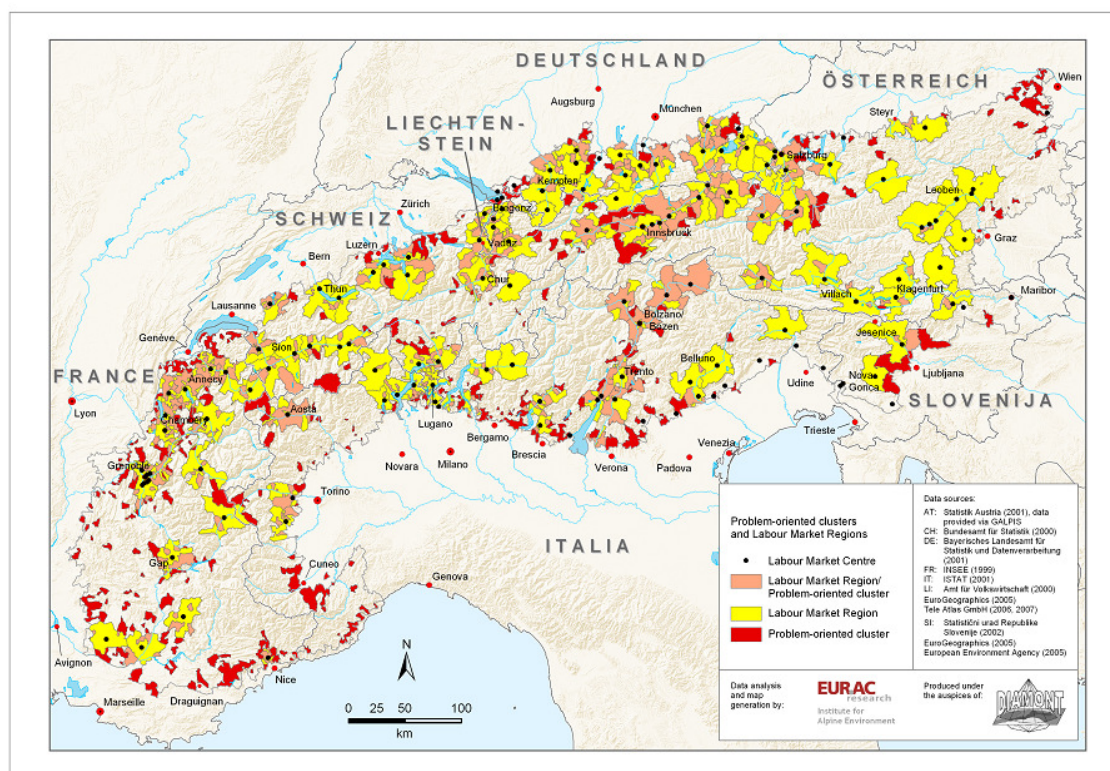 DEUTSCHLAND
ÖSTERREICH
Wien
Augsburg
München
Steyr
LIECHTEN-
STEIN
Salzburg
Kempten
Leoben
SCHWEIZ
Zürich
Bregenz
Innsbruck
Graz
Luzern
Vaduz
Bern
Chur
Thun
Villach
Klagenfurt
Maribor
Lausanne
Bolzano/
Bozen
Jesenice
Genève
Sion
Belluno
FRANCE
Annecy
Trento
Nova
Gorica
Ljubljana
Udine
Lyon
Aosta
SLOVENIJA
Chambéry
Lugano
Trieste
Bergamo
Grenoble
Brescia
Venezia
Novara
Milano
Verona
Padova
Torino
ITALIA
Gap
Cuneo
Genova
Avignon
Nice
Marseille
Draguignan
N
0 25 50 100
km
Problem-oriented clusters
and Labour Market Regions
Labour Market Centre
Labour Market Region/
Problem-oriented cluster
Labour Market Region
Problem-oriented cluster
Data sources:
AT: Statistik Austria (2001), data
provided via GALPIS
CH: Bundesamt für Statistik (2000)
DE: Bayerisches Landesamt für
Statistik und Datenverarbeitung
(2001)
FR: INSEE (1999)
IT: ISTAT (2001)
LI: Amt für Volkswirtschaft (2000)
EuroGeographics (2005)
Tele Atlas GmbH (2006, 2007)
SI: Statistični urad Republike
Slovenije (2002)
EuroGeographics (2005)
European Environment Agency (2005)
Data analysis
and map
generation by:
EURAC
research
Institute for
Alpine Environment
Produced under
the auspices of:
DIAMONT